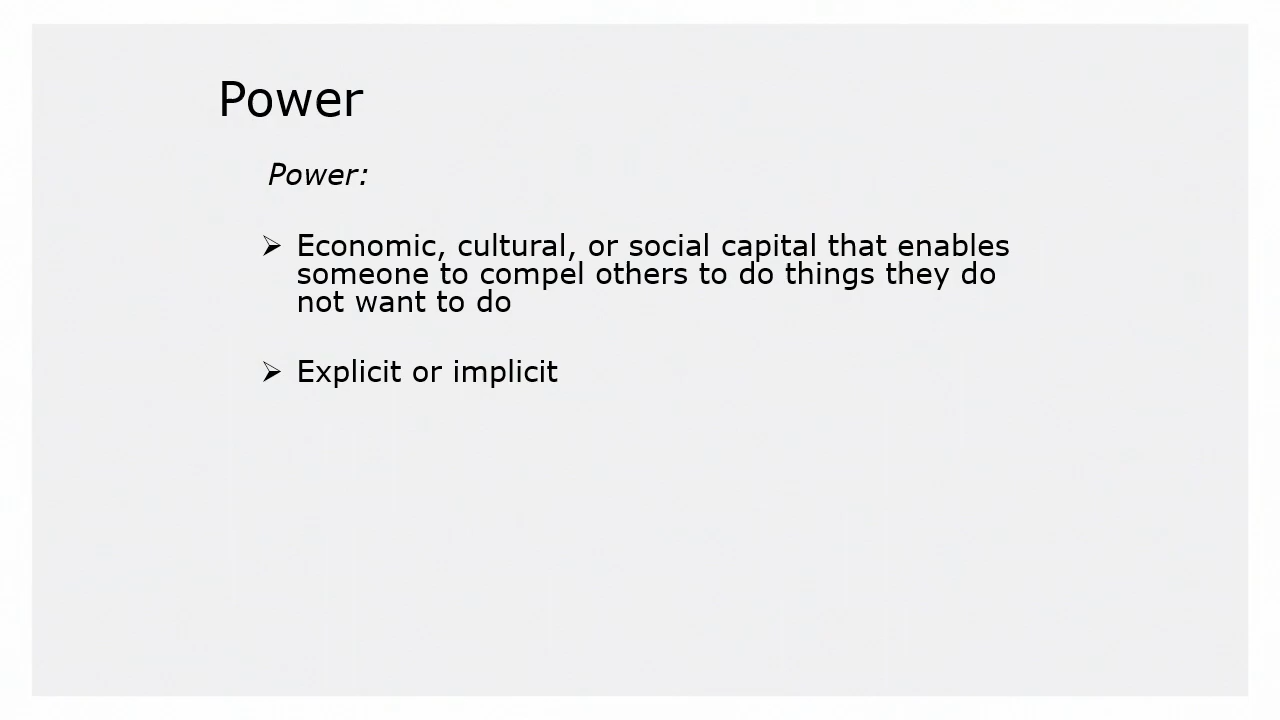 Power
Power:
➢ Economic, cultural, or social capital that enables
someone to compel others to do things they do
not want to do
➢ Explicit or implicit